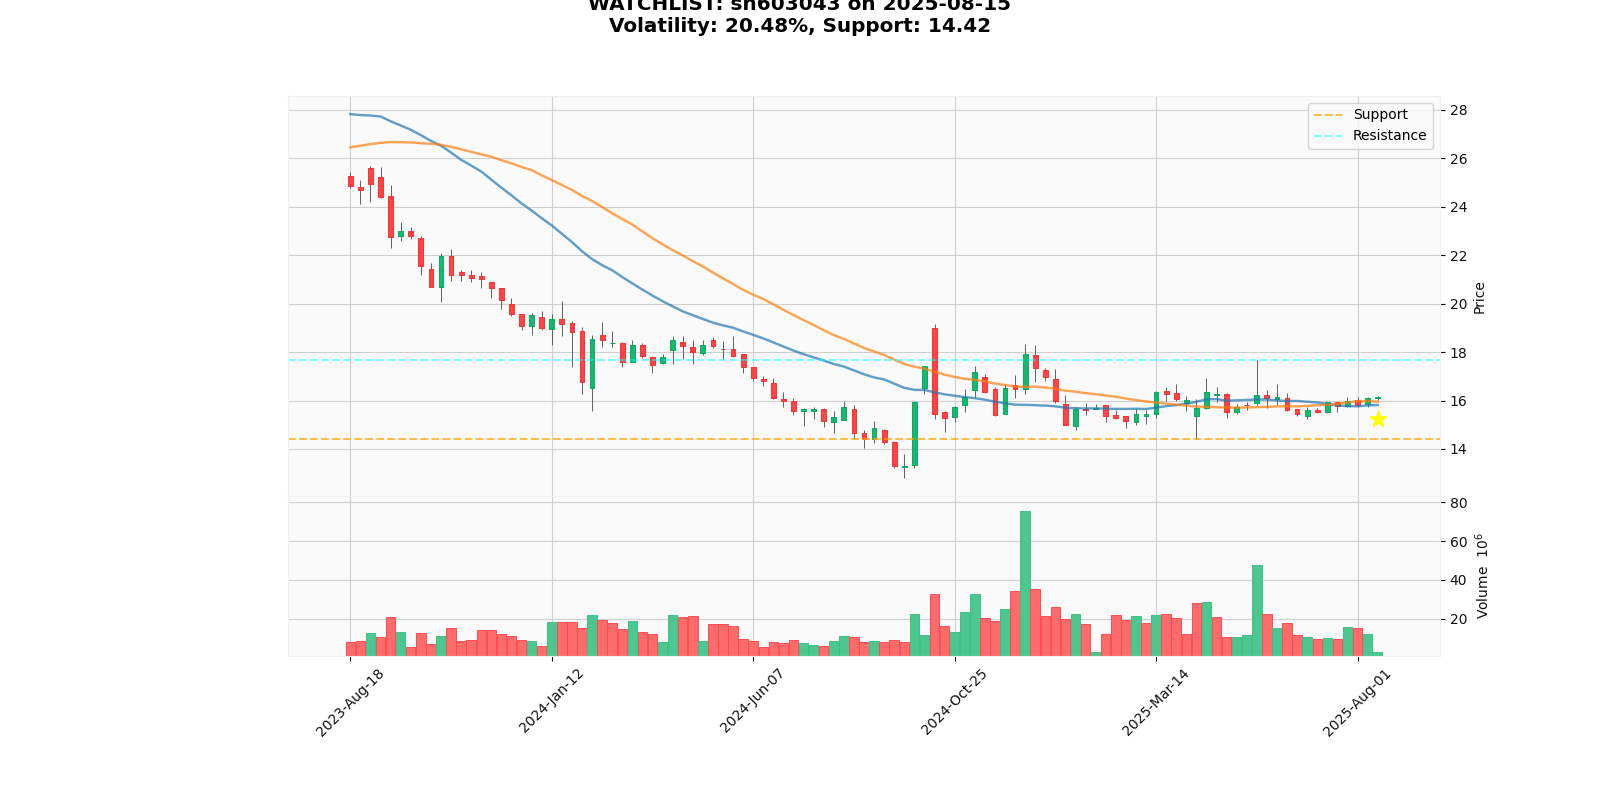 WATCHLIST: sh603043 on 2025-08-15
Volatility: 20.48%, Support: 14.42
Support
Resistance
28
26
24
22
20
18
16
14
Price
80
60
40
20
Volume 10^6
2023-Aug-18
2024-Jan-12
2024-Jun-07
2024-Oct-25
2025-Mar-14
2025-Aug-01